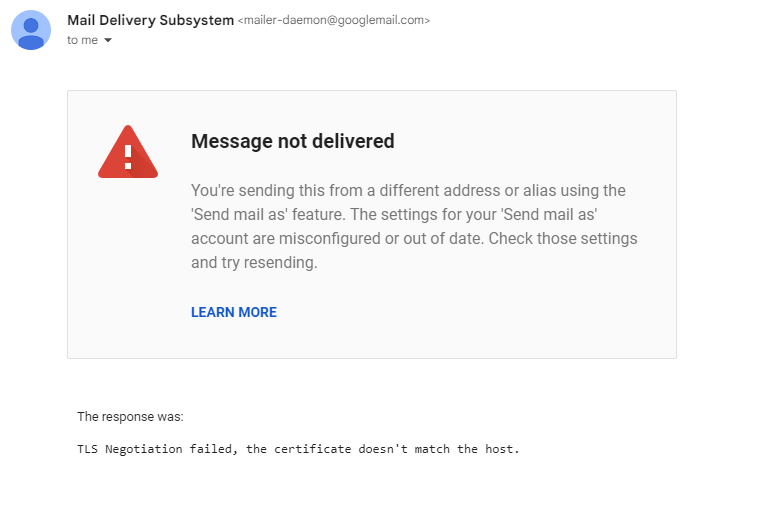 Mail Delivery Subsystem <mailer-daemon@googlemail.com>
to me
Message not delivered
You're sending this from a different address or alias using the
'Send mail as' feature. The settings for your 'Send mail as'
account are misconfigured or out of date. Check those settings
and try resending.
LEARN MORE
The response was:
TLS Negotiation failed, the certificate doesn't match the host.